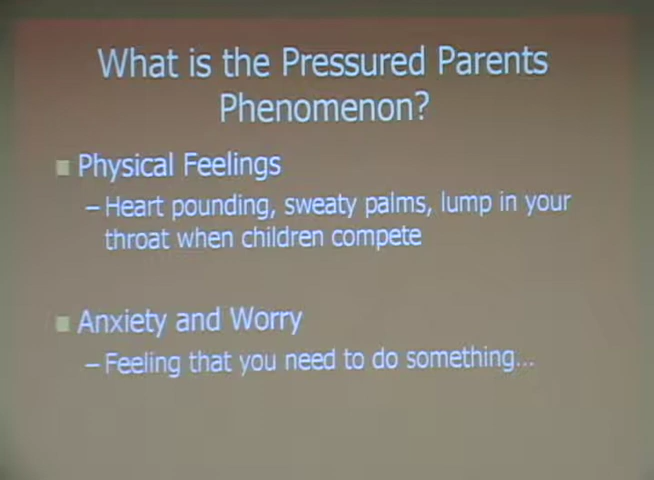 What is the Pressured Parents
Phenomenon?
Physical Feelings
– Heart pounding, sweaty palms, lump in your
throat when children compete
Anxiety and Worry
– Feeling that you need to do something...